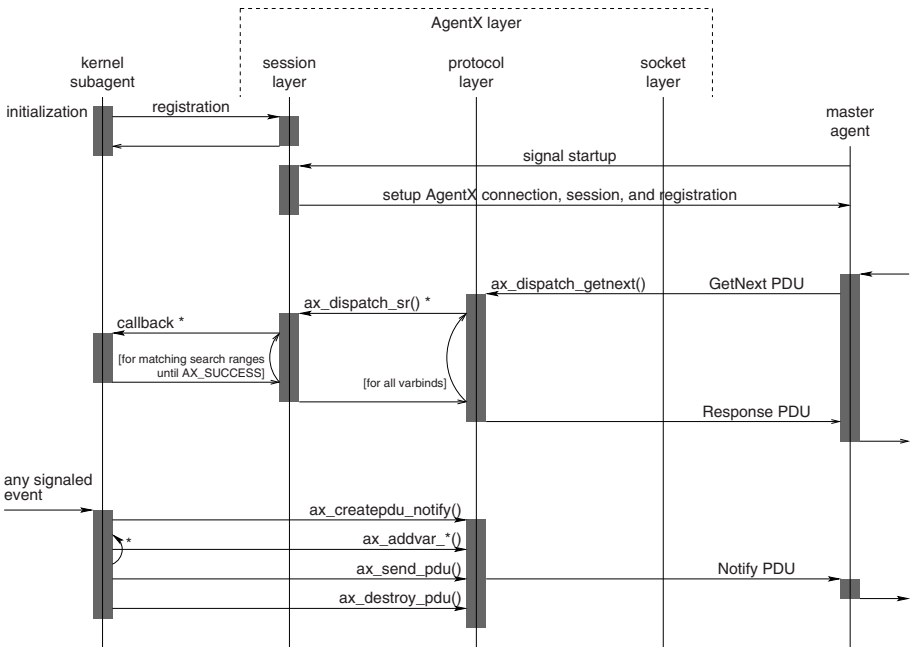 AgentX layer
kernel
subagent
session
layer
protocol
layer
socket
layer
master
agent
initialization
registration
signal startup
setup AgentX connection, session, and registration
ax_dispatch_getnext()
GetNext PDU
ax_dispatch_sr() *
callback *
[for matching search ranges
until AX_SUCCESS]
[for all varbinds]
Response PDU
any signaled
event
ax_createpdu_notify()
*
ax_addvar_*()
ax_send_pdu()
Notify PDU
ax_destroy_pdu()